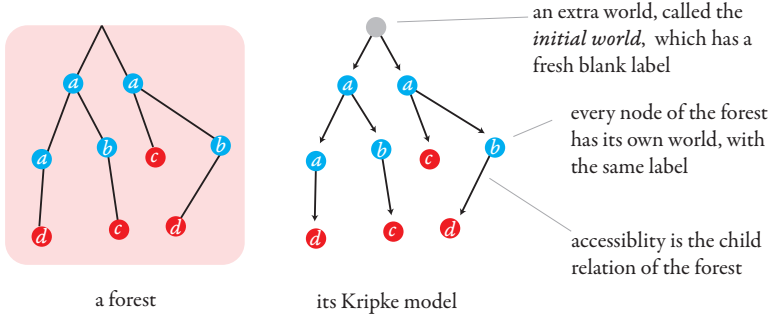 an extra world, called the
initial world, which has a
fresh blank label
a
a
a
b
c
b
d
c
d
a forest
a
a
a
b
c
b
d
c
d
its Kripke model
every node of the forest
has its own world, with
the same label
accessiblity is the child
relation of the forest